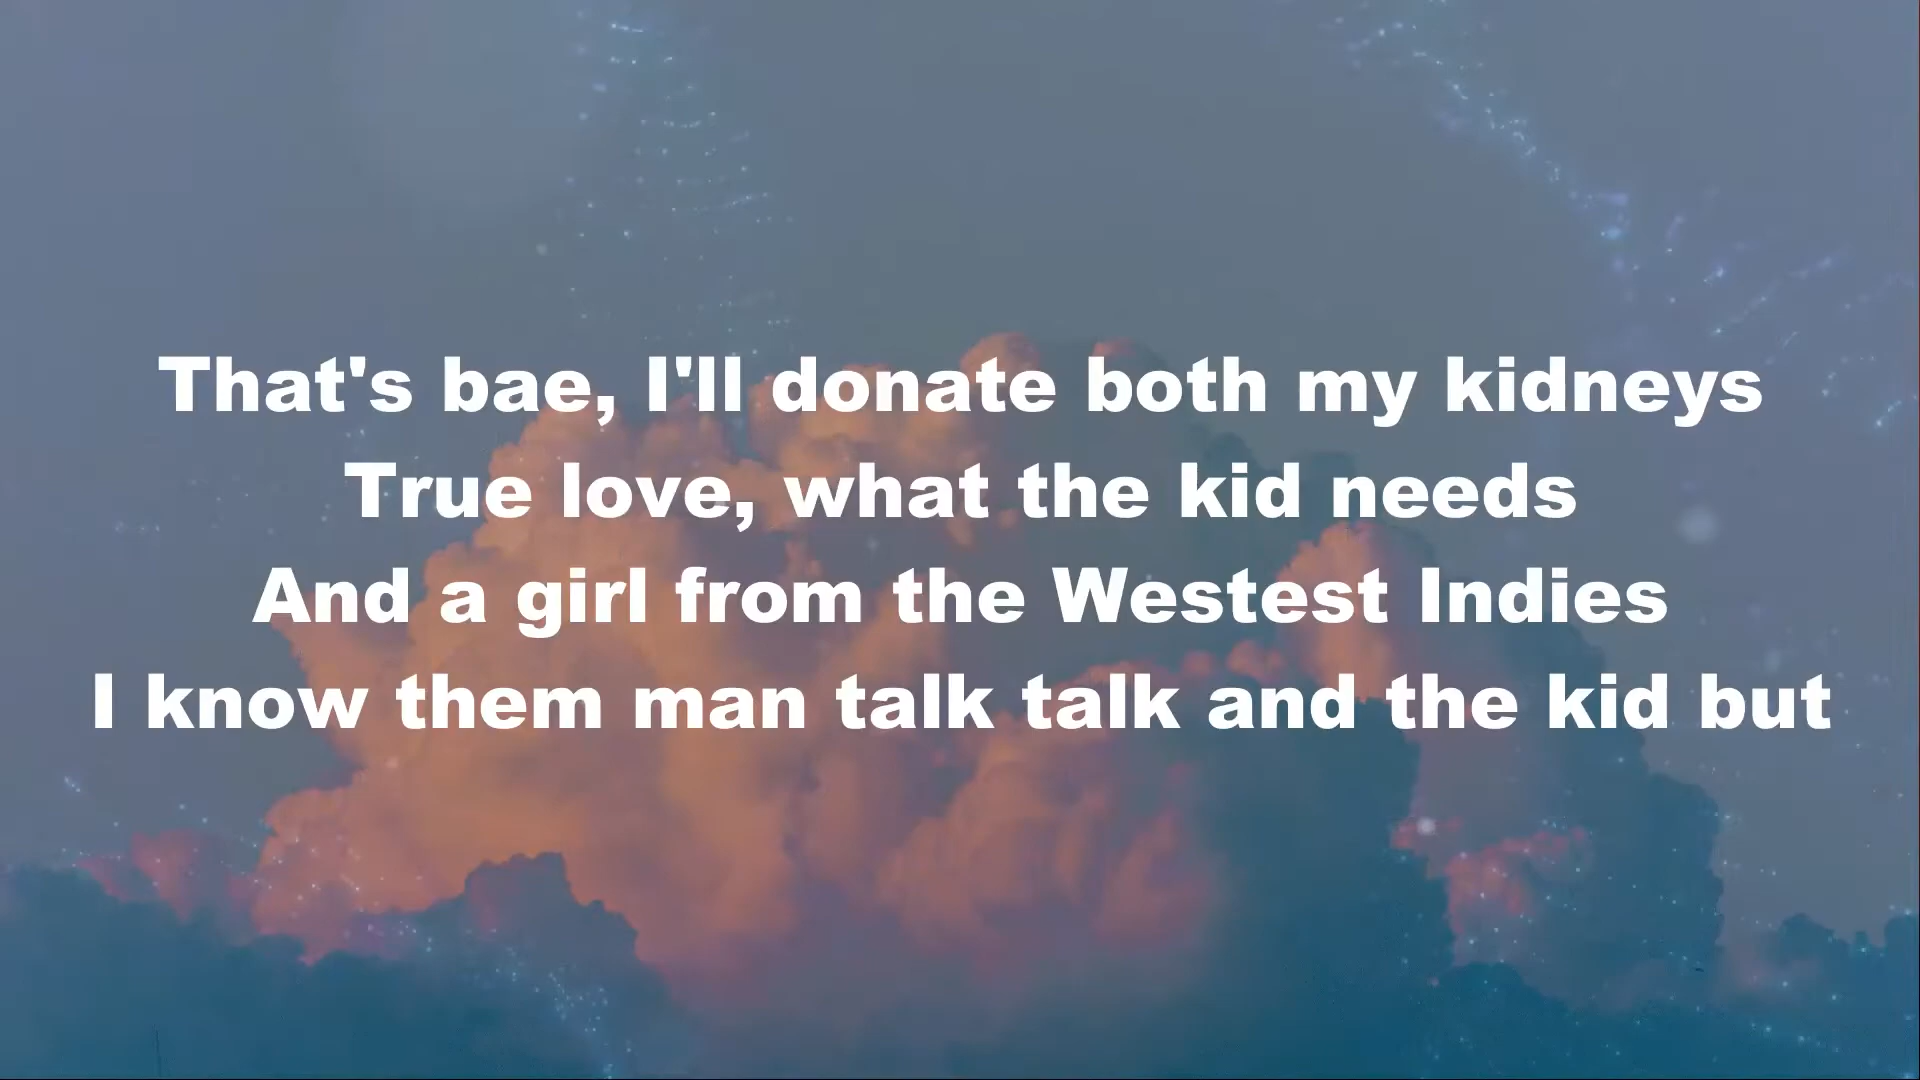 That's bae, I'll donate both my kidneys
True love, what the kid needs
And a girl from the Westest Indies
I know them man talk talk and the kid but